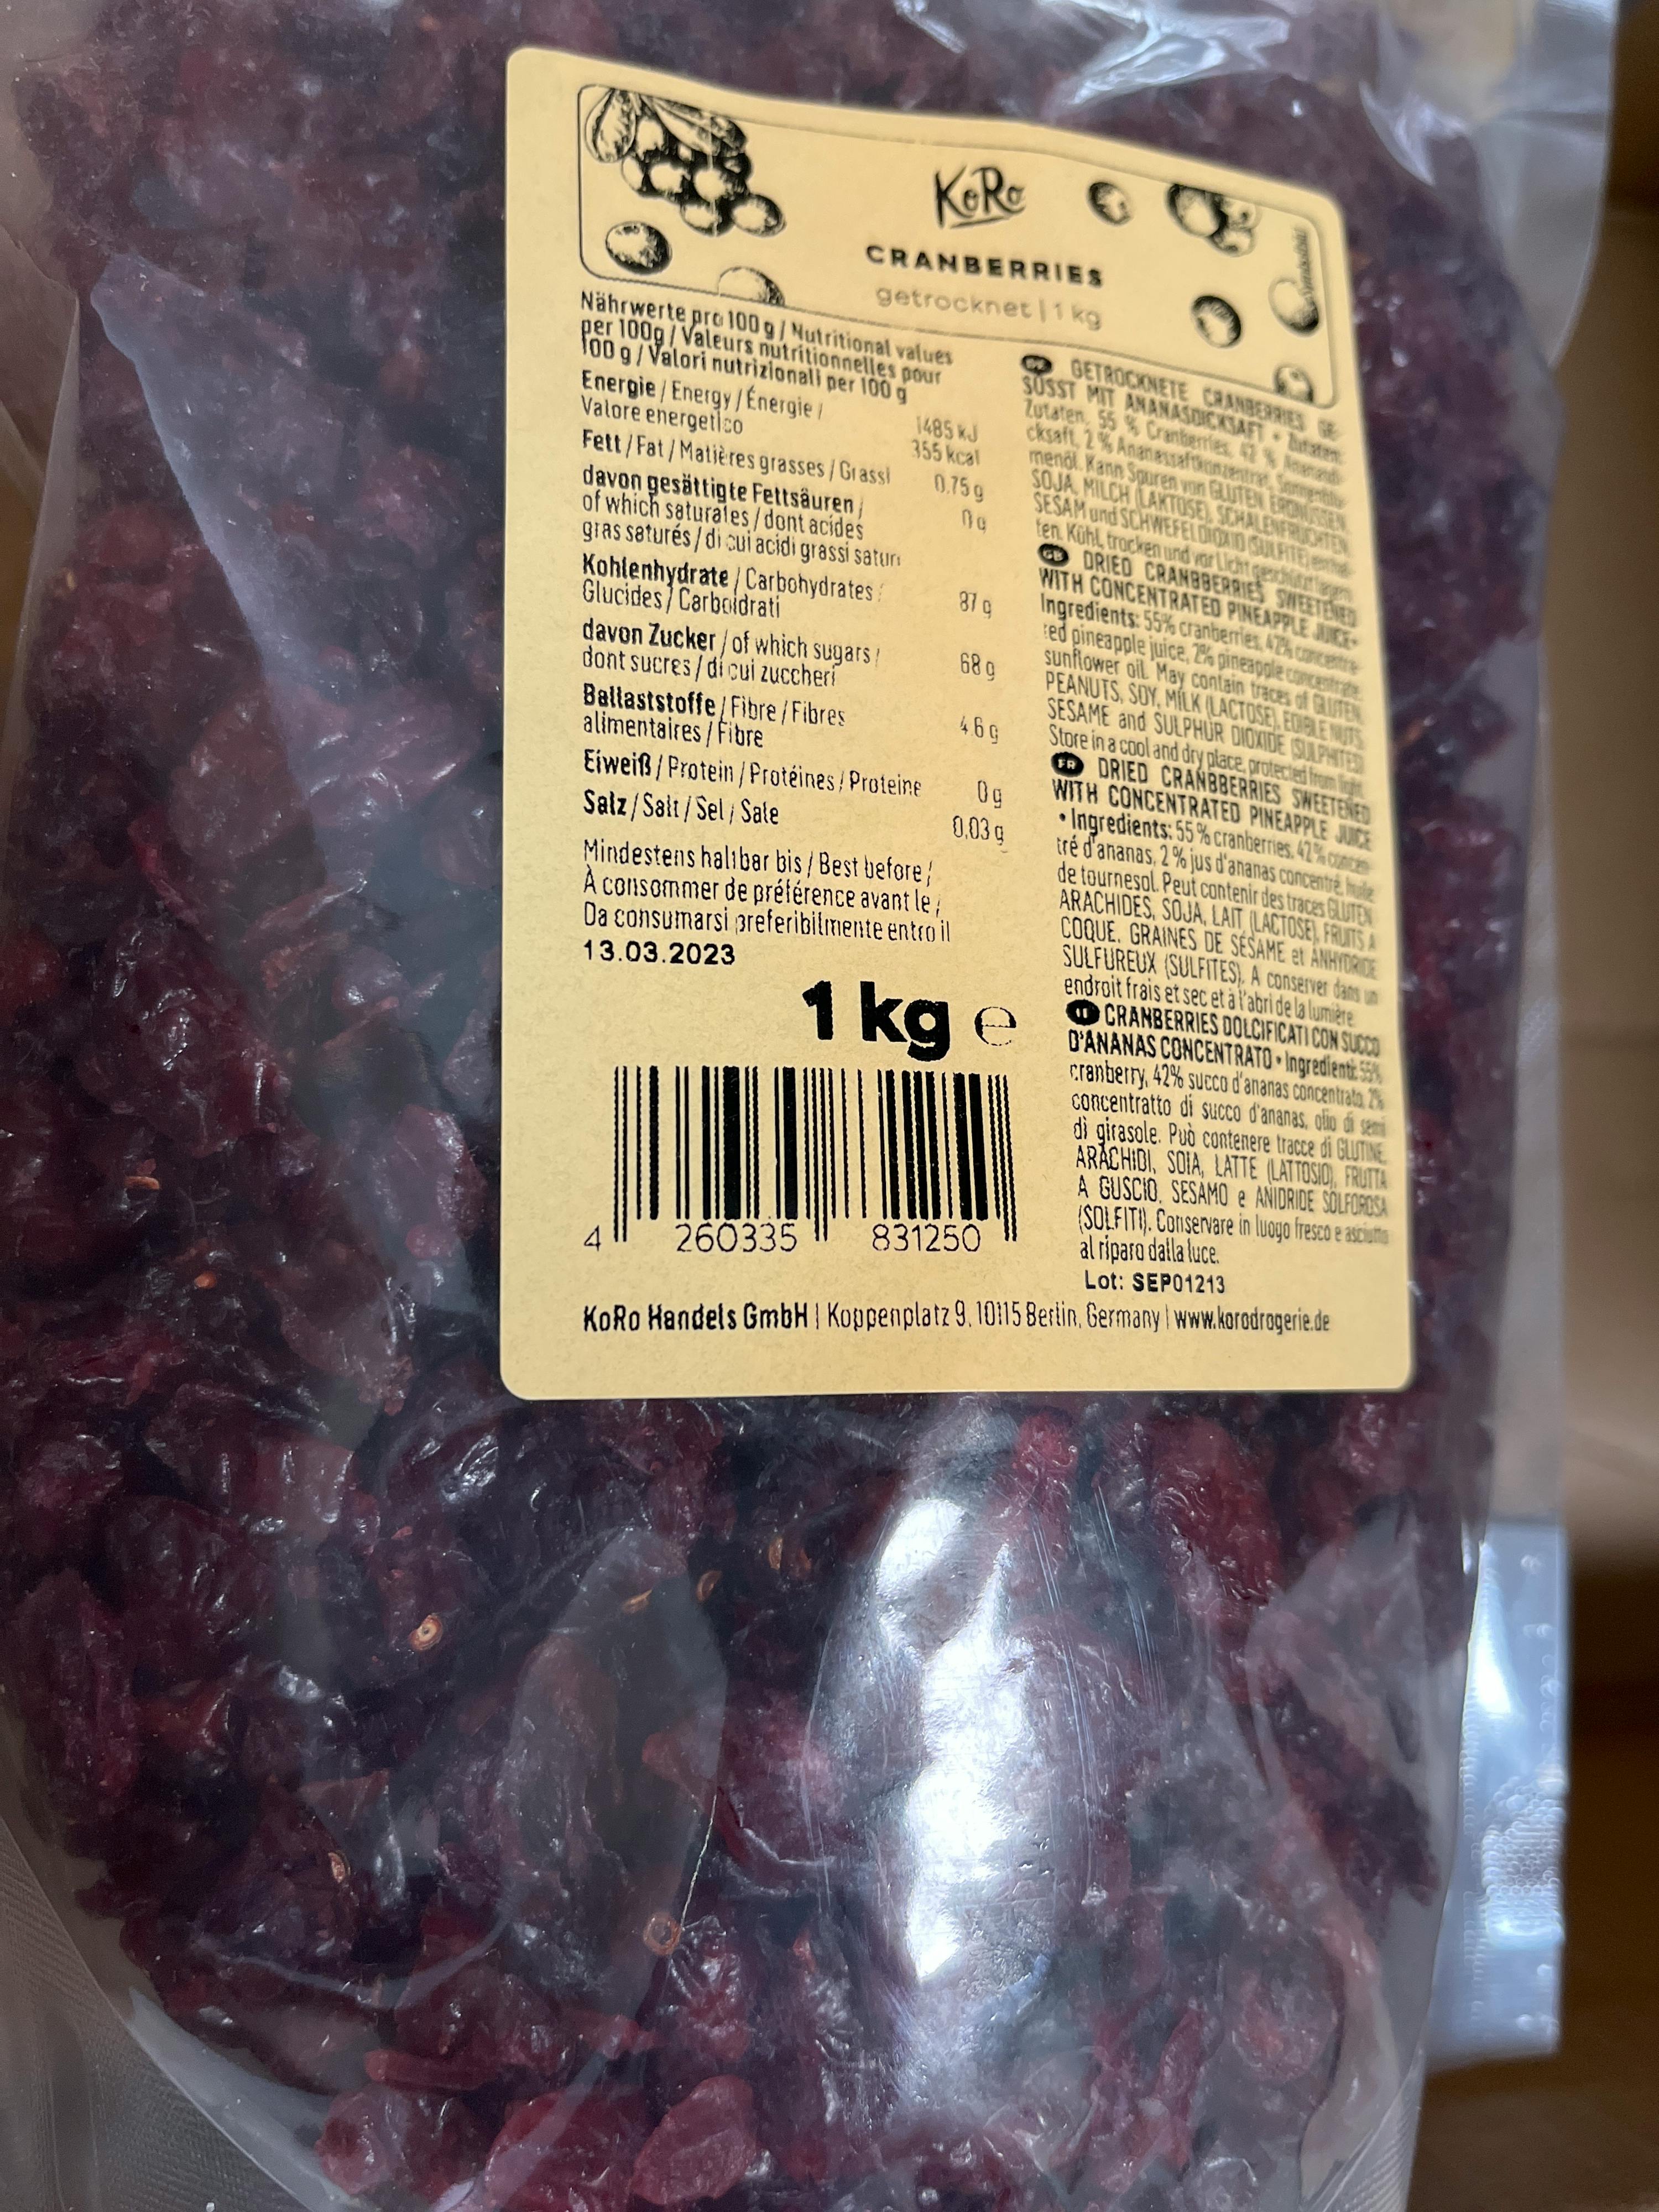 KoRo
CRANBERRIES
getrocknet | 1 kg
Nährwerte pro 100 g / Nutritional values
per 100g / Valeurs nutritionnelles pour
100 g / Valori nutrizionali per 100 g
Energie / Energy / Énergie /
Valore energetico
1485 kJ
355 kcal
Fett / Fat / Matières grasses / Grassi
0.75 g
davon gesättigte Fettsäuren /
of which saturates / dont acides
gras saturés / di cui acidi grassi saturi
0 g
Kohlenhydrate / Carbohydrates /
Glucides / Carboidrati
87 g
davon Zucker / of which sugars /
dont sucres / di cui zuccheri
68 g
Ballaststoffe / Fibre / Fibres
alimentaires / Fibre
4.6 g
Eiweiß / Protein / Protéines / Proteine
0 g
Salz / Salt / Sel / Sale
0,03 g
Mindestens haltbar bis / Best before /
À consommer de préférence avant le /
Da consumarsi preferibilmente entro il
13.03.2023
1 kg e
4 260335 831250
DE GETROCKNETE CRANBERRIES GE-
SÜSST MIT ANANASDICKSAFT • Zutaten:
Zutaten, 55 % Cranberries, 42 % Ananasdi-
cksaft, 2 % Ananassaftkonzentrat, Sonnenblu-
menöl. Kann Spuren von GLUTEN, ERDNÜSSEN,
SOJA, MILCH (LAKTOSE), SCHALENFRÜCHTEN,
SESAM und SCHWEFELDIOXID (SULFITE) enthal-
ten. Kühl, trocken und vor Licht geschützt lagern.
GB DRIED CRANBBERRIES SWEETENED
WITH CONCENTRATED PINEAPPLE JUICE •
Ingredients: 55% cranberries, 42% concentra-
ted pineapple juice, 2% pineapple concentrate,
sunflower oil. May contain traces of GLUTEN,
PEANUTS, SOY, MILK (LACTOSE), EDIBLE NUTS,
SESAME and SULPHUR DIOXIDE (SULPHITES)
Store in a cool and dry place, protected from light.
FR DRIED CRANBBERRIES SWEETENED
WITH CONCENTRATED PINEAPPLE JUICE
• Ingredients: 55 % cranberries, 42 % concen-
tré d'ananas, 2 % jus d'ananas concentré, huile
de tournesol. Peut contenir des traces GLUTEN,
ARACHIDES, SOJA, LAIT (LACTOSE), FRUITS A
COQUE, GRAINES DE SÉSAME et ANHYDRIDE
SULFUREUX (SULFITES). A conserver dans un
endroit frais et sec et à l'abri de la lumière.
IT CRANBERRIES DOLCIFICATI CON SUCCO
D'ANANAS CONCENTRATO • Ingredienti: 55%
cranberry, 42% succo d'ananas concentrato, 2%
concentratto di succo d'ananas, olio di semi
di girasole. Può contenere tracce di GLUTINE,
ARACHIDI, SOIA, LATTE (LATTOSIO), FRUTTA
A GUSCIO, SESAMO e ANIDRIDE SOLFOROSA
(SOLFITI). Conservare in luogo fresco e asciutto
al riparo dalla luce.
Lot: SEP01213
KoRo Handels GmbH | Koppenplatz 9, 10115 Berlin, Germany | www.korodrogerie.de